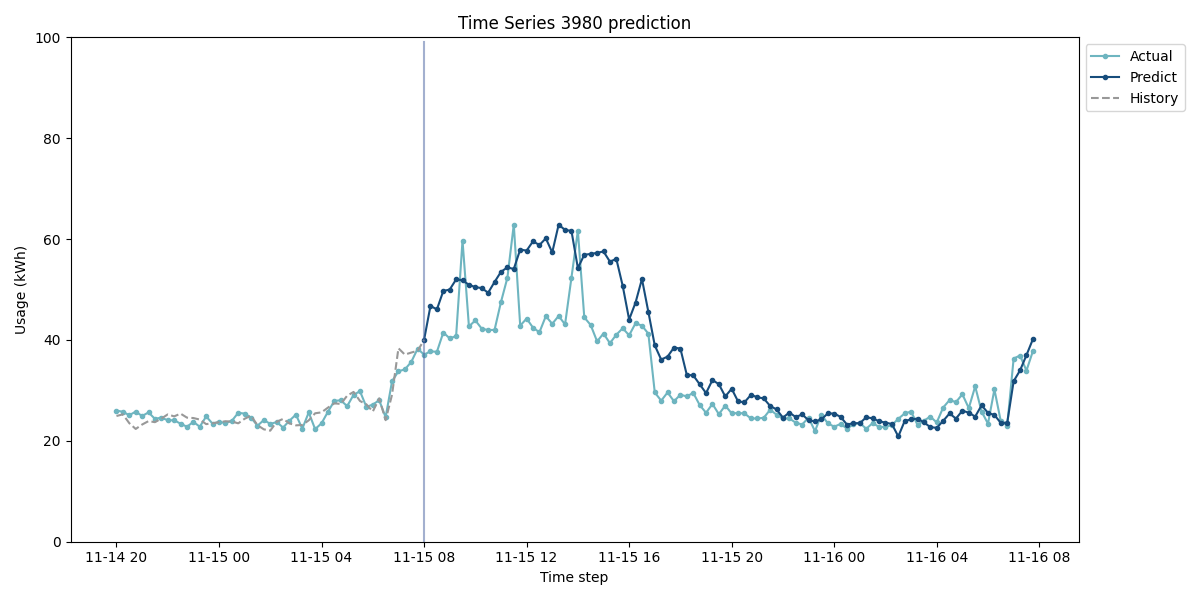 Time Series 3980 prediction
100
80
60
40
20
0
Usage (kWh)
11-14 20 11-15 00 11-15 04 11-15 08 11-15 12 11-15 16 11-15 20 11-16 00 11-16 04 11-16 08
Time step
Actual
Predict
History